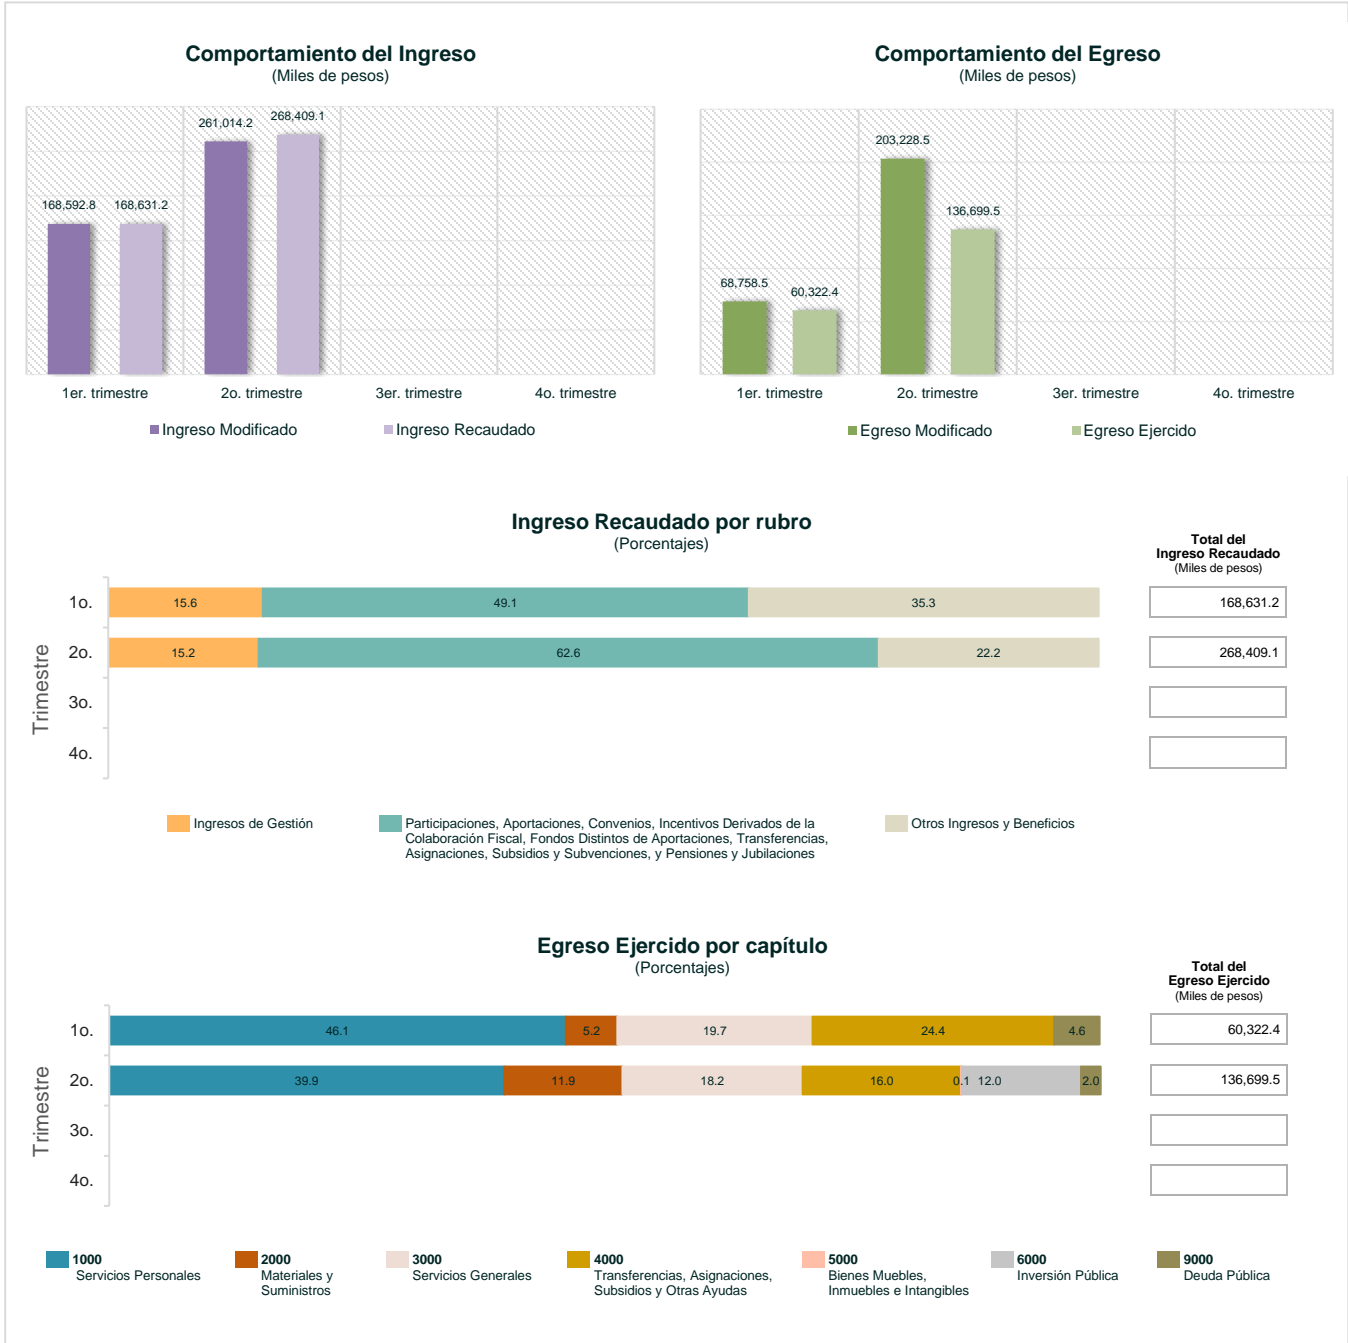 Comportamiento del Ingreso
(Miles de pesos)
261,014.2
268,409.1
168,592.8
168,631.2
1er. trimestre
2o. trimestre
3er. trimestre
4o. trimestre
Ingreso Modificado
Ingreso Recaudado
Comportamiento del Egreso
(Miles de pesos)
203,228.5
136,699.5
68,758.5
60,322.4
1er. trimestre
2o. trimestre
3er. trimestre
4o. trimestre
Egreso Modificado
Egreso Ejercido
Ingreso Recaudado por rubro
(Porcentajes)
Total del
Ingreso Recaudado
(Miles de pesos)
Trimestre
1o.
15.6
49.1
35.3
168,631.2
2o.
15.2
62.6
22.2
268,409.1
3o.
4o.
Ingresos de Gestión
Participaciones, Aportaciones, Convenios, Incentivos Derivados de la
Colaboración Fiscal, Fondos Distintos de Aportaciones, Transferencias,
Asignaciones, Subsidios y Subvenciones, y Pensiones y Jubilaciones
Otros Ingresos y Beneficios
Egreso Ejercido por capítulo
(Porcentajes)
Total del
Egreso Ejercido
(Miles de pesos)
Trimestre
1o.
46.1
5.2
19.7
24.4
4.6
60,322.4
2o.
39.9
11.9
18.2
16.0
0.1
12.0
2.0
136,699.5
3o.
4o.
1000
Servicios Personales
2000
Materiales y
Suministros
3000
Servicios Generales
4000
Transferencias, Asignaciones,
Subsidios y Otras Ayudas
5000
Bienes Muebles,
Inmuebles e Intangibles
6000
Inversión Pública
9000
Deuda Pública